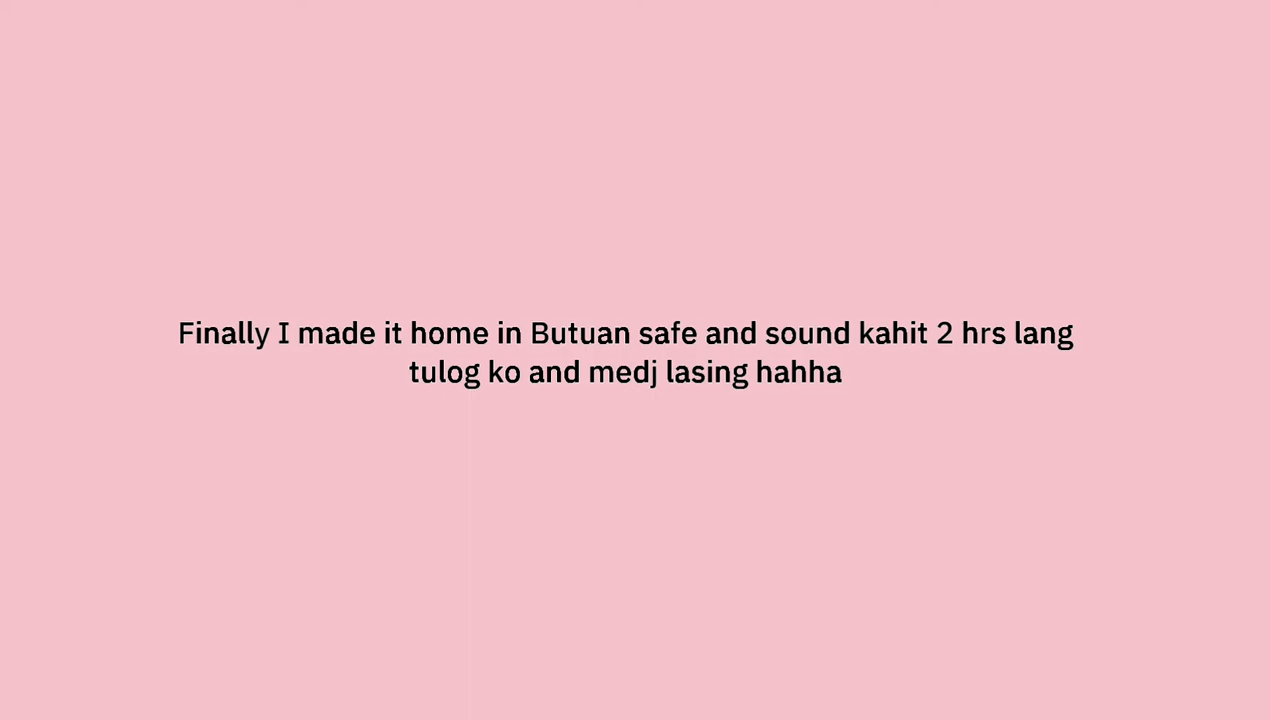 Finally I made it home in Butuan safe and sound kahit 2 hrs lang
tulog ko and medj lasing hahha